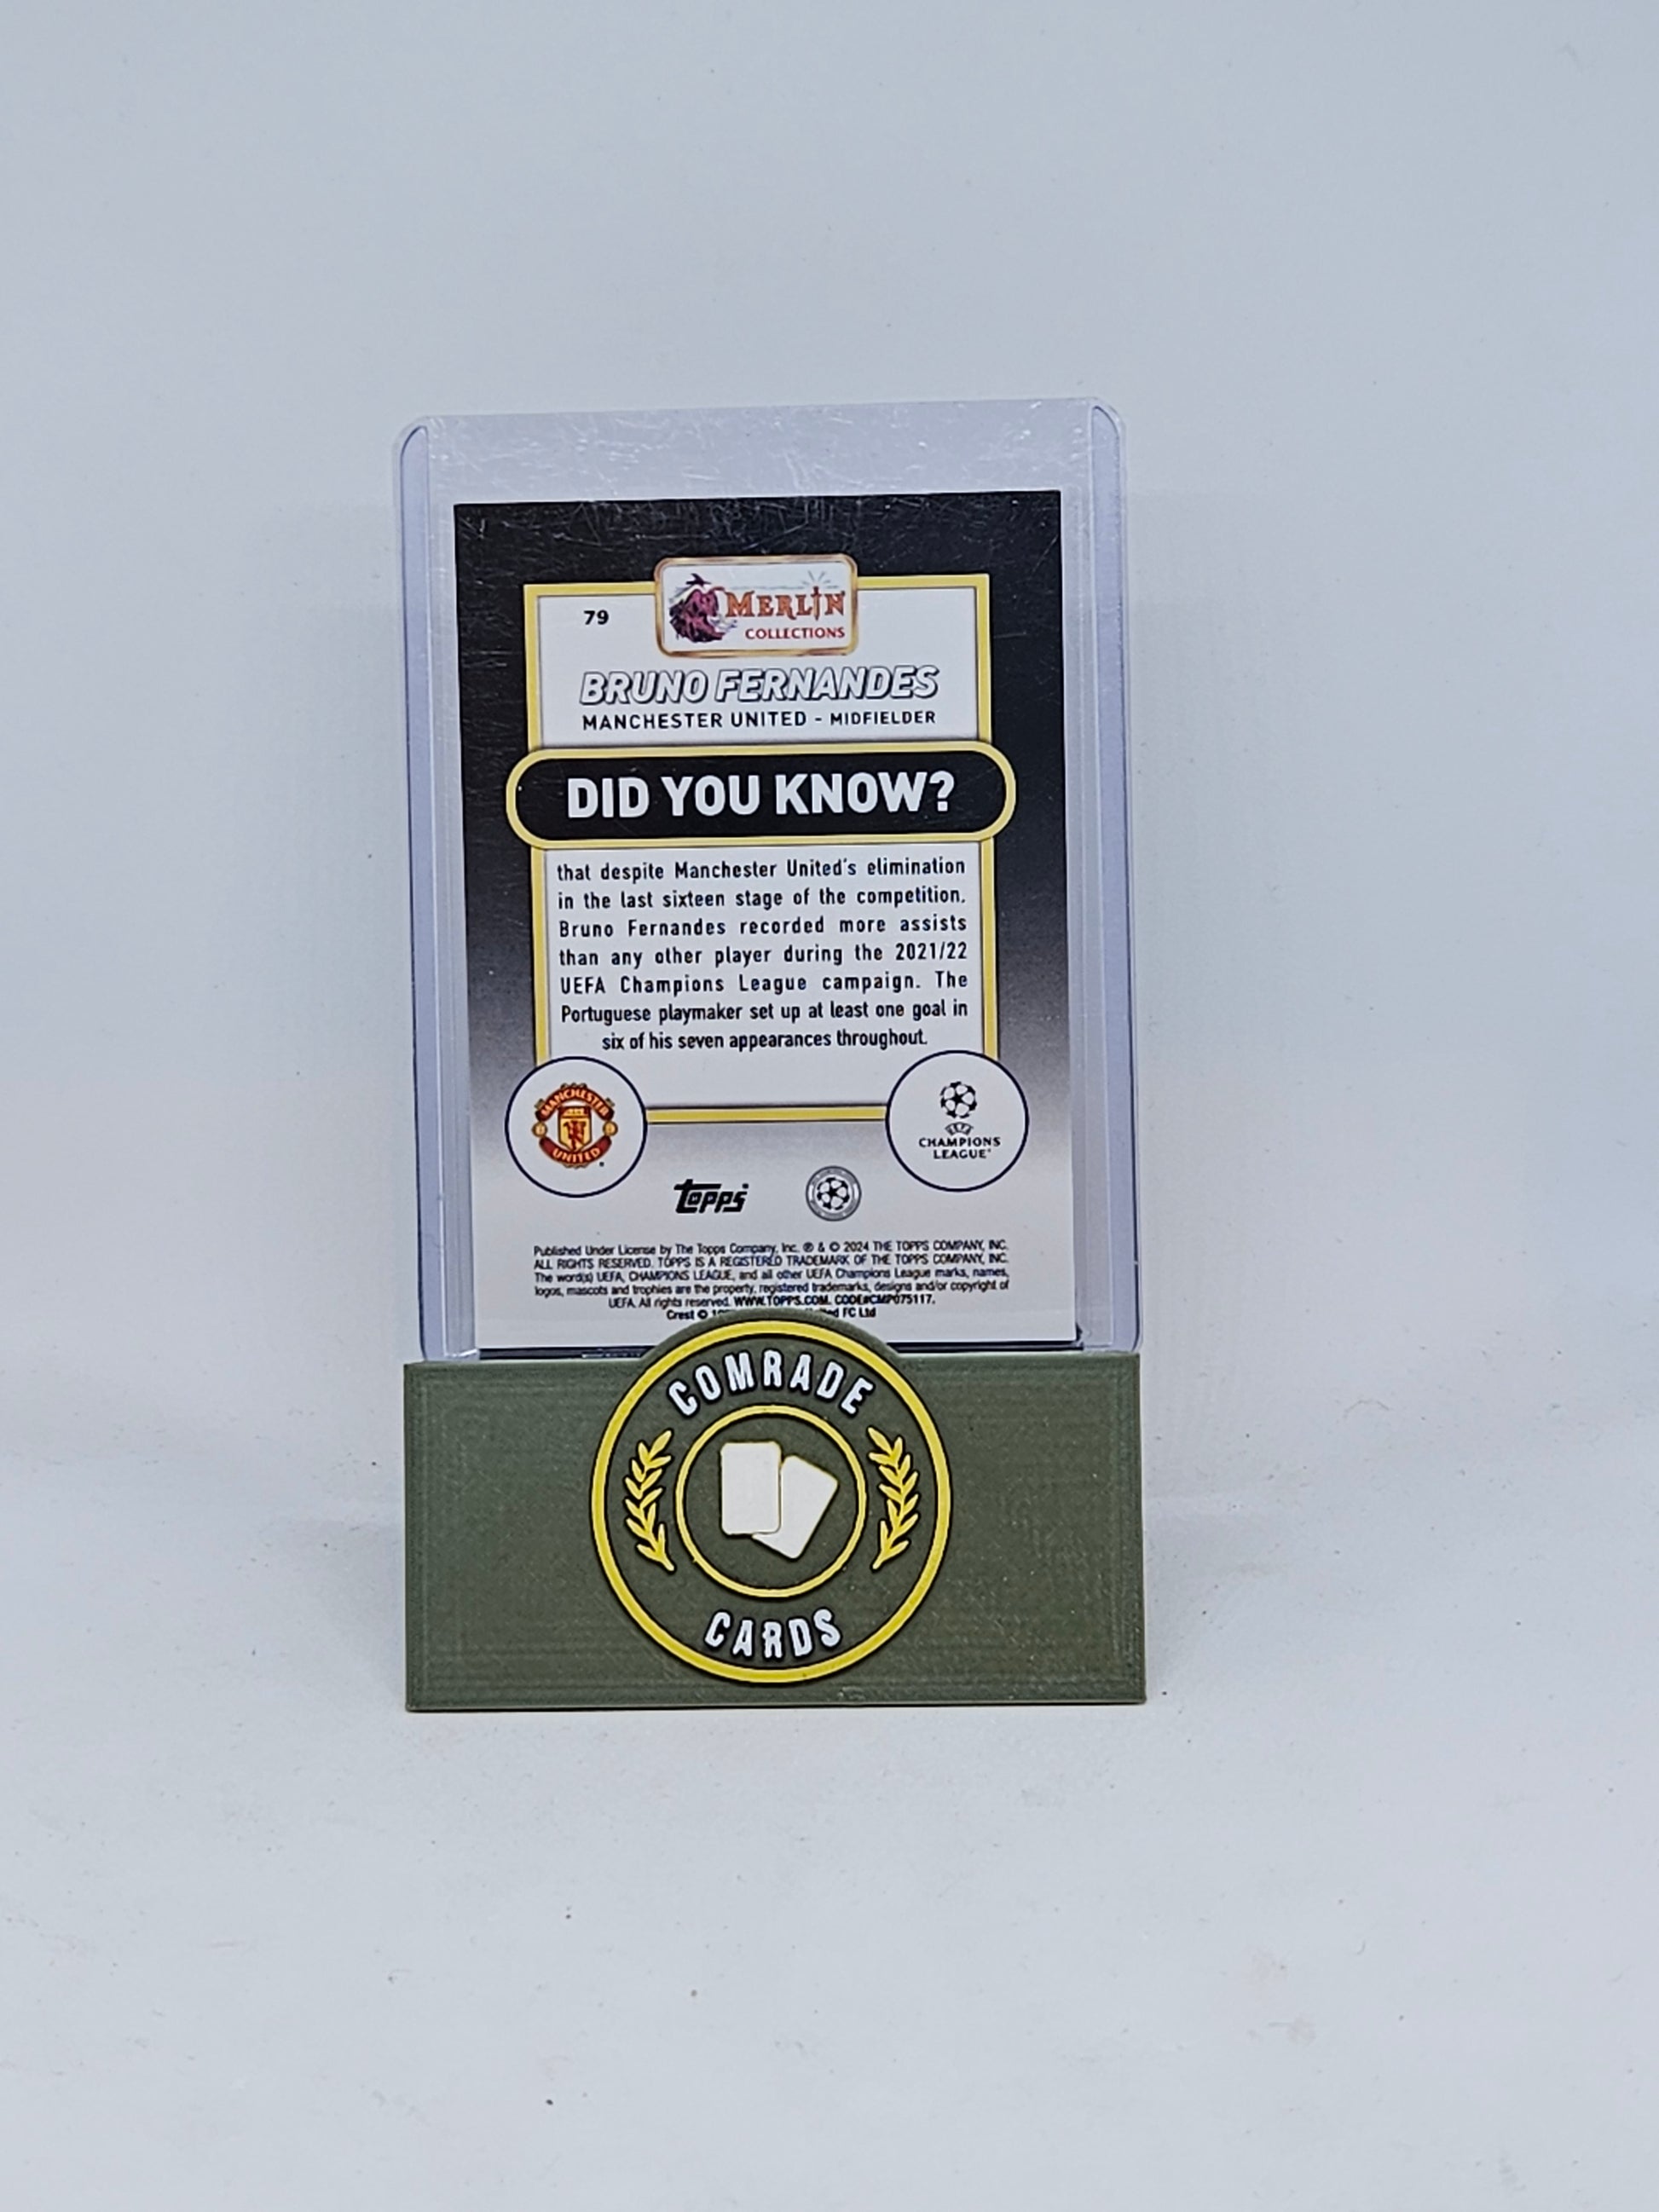 79
MERLIN
COLLECTIONS
BRUNO FERNANDES
MANCHESTER UNITED - MIDFIELDER
DID YOU KNOW?
that despite Manchester United's elimination
in the last sixteen stage of the competition,
Bruno Fernandes recorded more assists
than any other player during the 2021/22
UEFA Champions League campaign. The
Portuguese playmaker set up at least one goal in
six of his seven appearances throughout.
MANCHESTER
UNITED
UEFA
CHAMPIONS
LEAGUE
topps
Published Under License by The Topps Company, Inc. ® & © 2024 THE TOPPS COMPANY, INC.
ALL RIGHTS RESERVED. TOPPS IS A REGISTERED TRADEMARK OF THE TOPPS COMPANY, INC.
The word(s) UEFA, CHAMPIONS LEAGUE, and all other UEFA Champions League marks, names,
logos, mascots and trophies are the property, registered trademarks, designs and/or copyright of
UEFA. All rights reserved. WWW.TOPPS.COM. CODE#CMP075117.
Crest © FC Ltd
COMRADE
CARDS